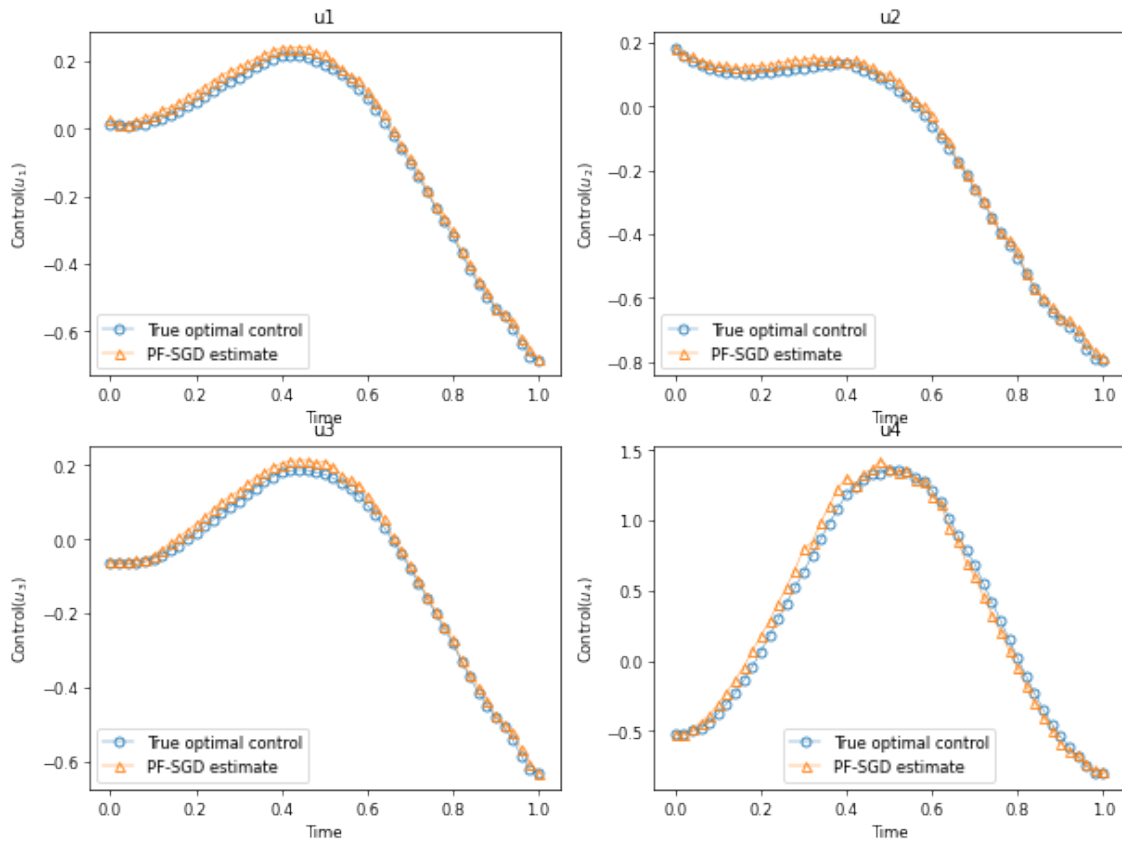 u1
0.2
0.0
−0.2
−0.4
−0.6
Control(u₁)
True optimal control
PF-SGD estimate
0.0 0.2 0.4 0.6 0.8 1.0
Time
u2
0.2
0.0
−0.2
−0.4
−0.6
−0.8
Control(u₂)
True optimal control
PF-SGD estimate
0.0 0.2 0.4 0.6 0.8 1.0
Time
u3
0.2
0.0
−0.2
−0.4
−0.6
Control(u₃)
True optimal control
PF-SGD estimate
0.0 0.2 0.4 0.6 0.8 1.0
Time
u4
1.5
1.0
0.5
0.0
−0.5
Control(u₄)
True optimal control
PF-SGD estimate
0.0 0.2 0.4 0.6 0.8 1.0
Time